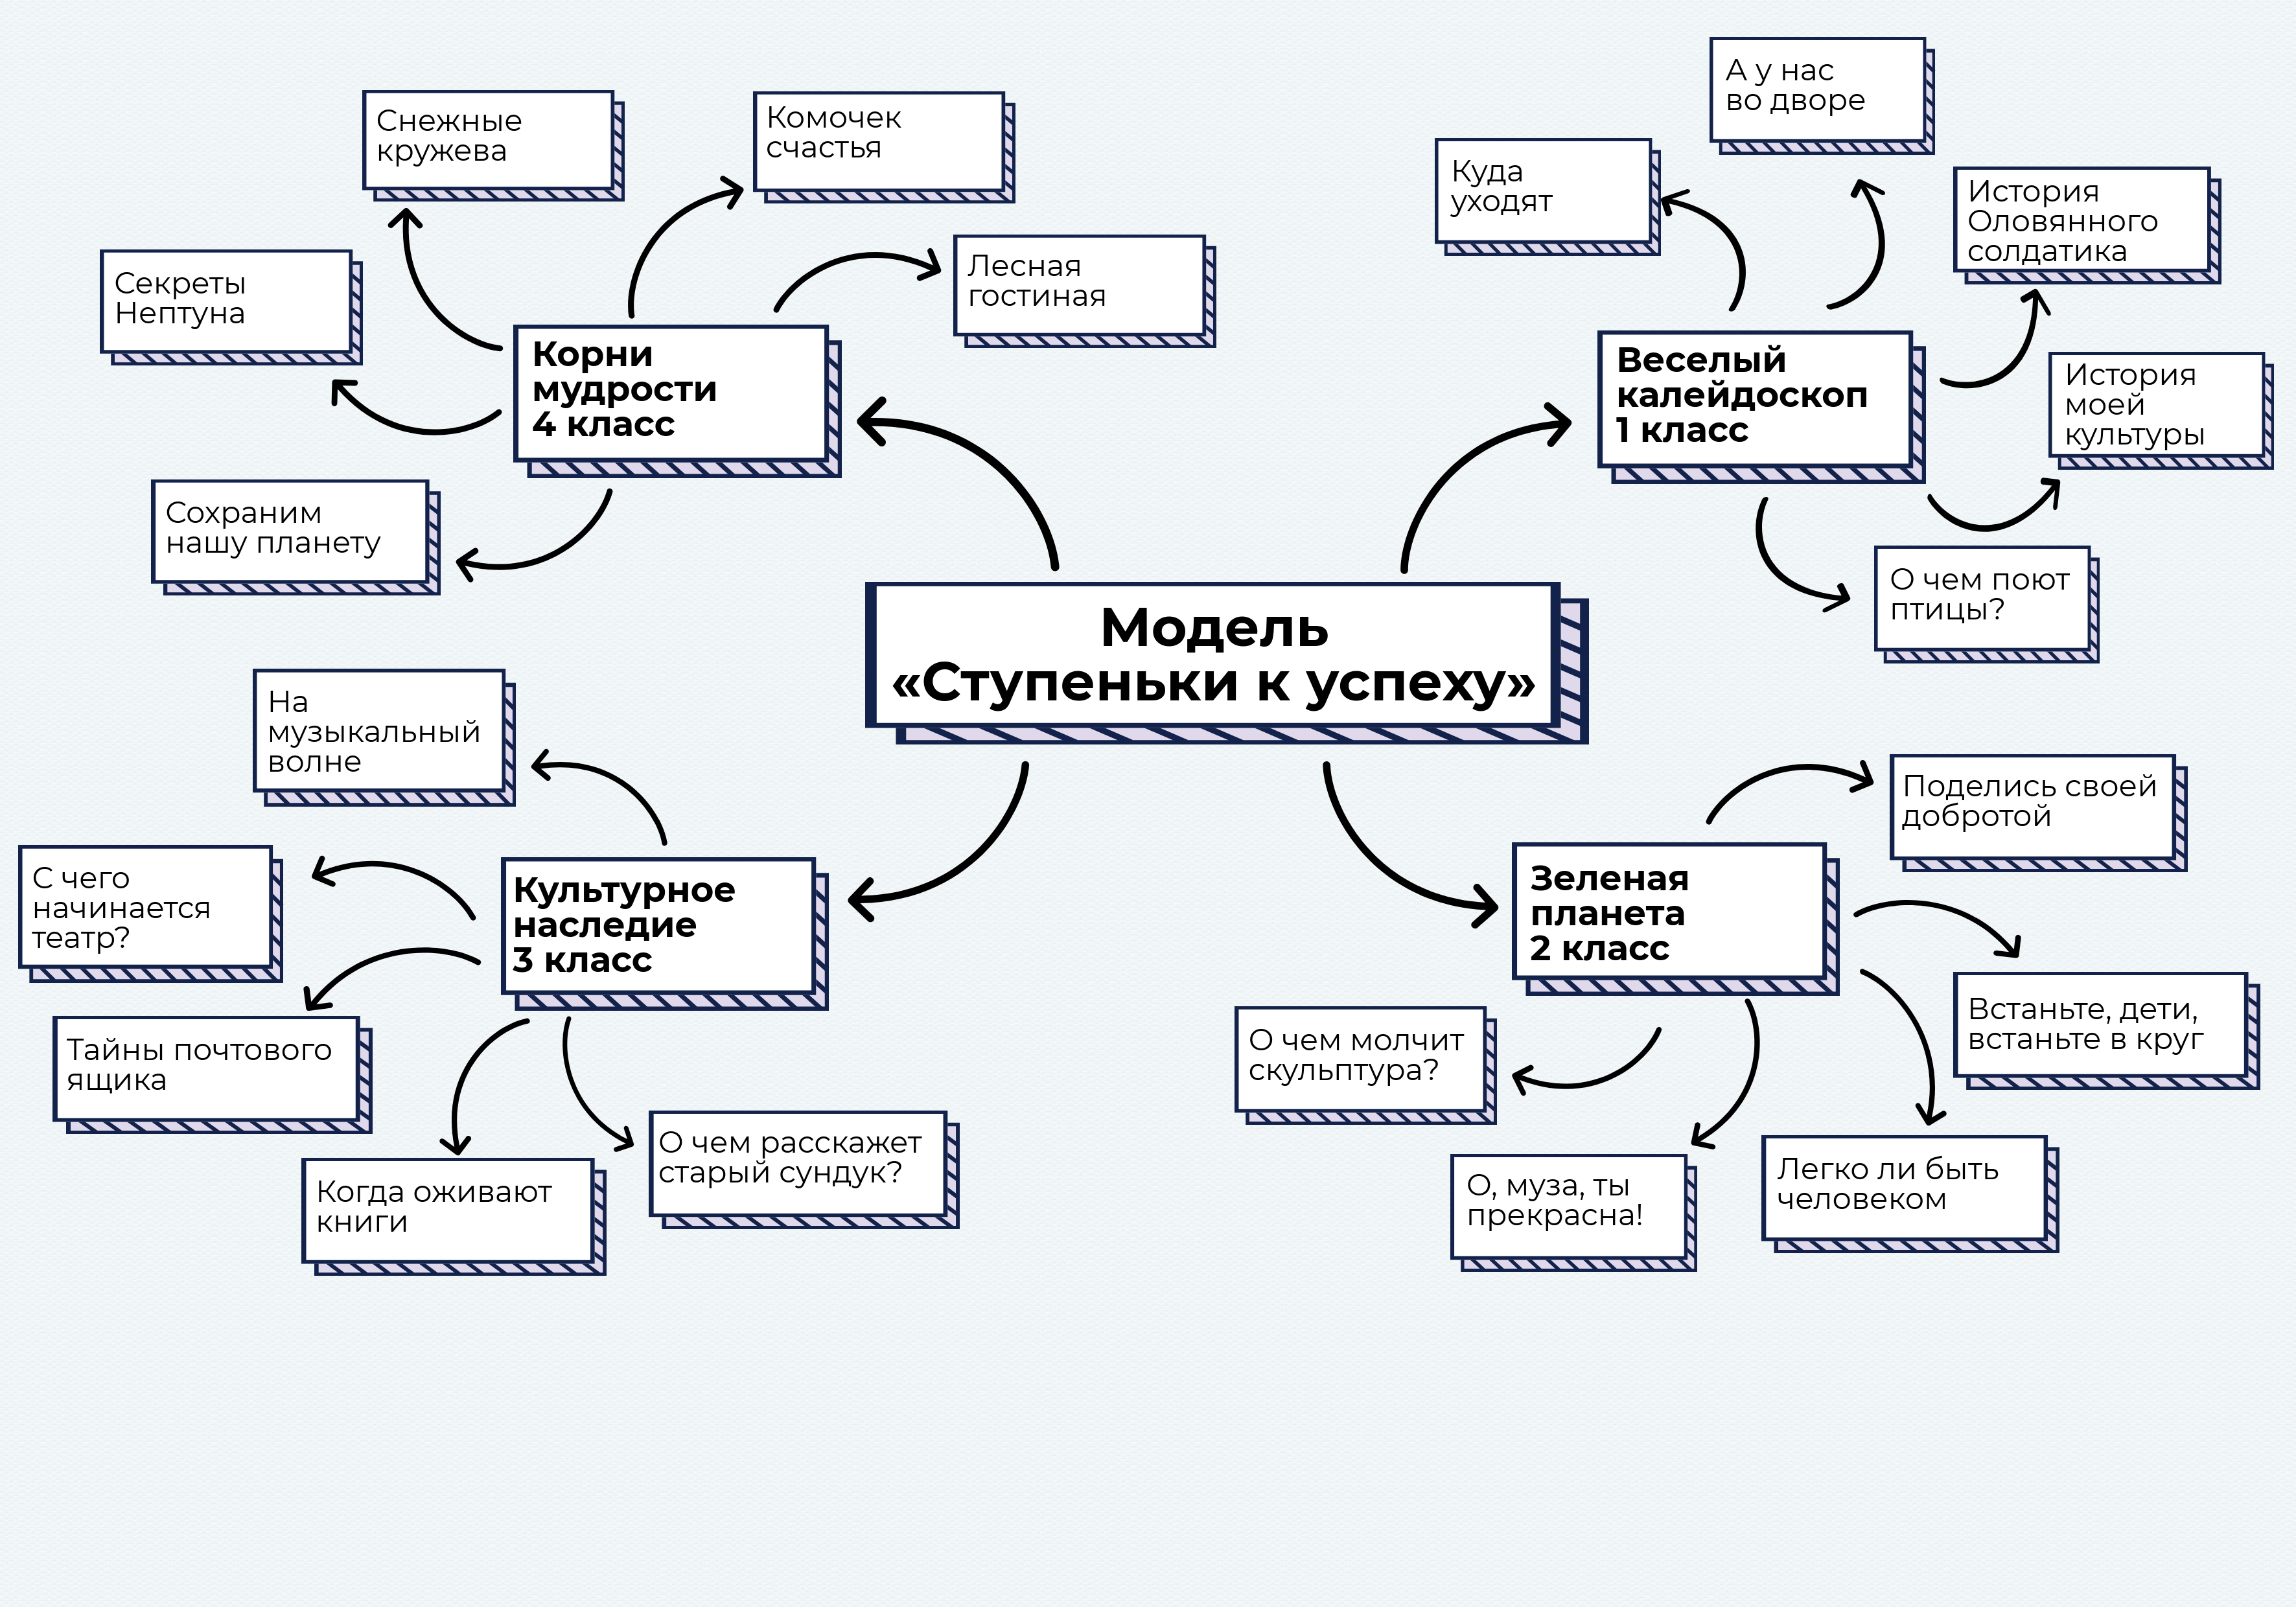 Модель
«Ступеньки к успеху»
Веселый
калейдоскоп
1 класс
Куда
уходят
А у нас
во дворе
История
Оловянного
солдатика
История
моей
культуры
О чем поют
птицы?
Зеленая
планета
2 класс
Поделись своей
добротой
Встаньте, дети,
встаньте в круг
Легко ли быть
человеком
О, муза, ты
прекрасна!
О чем молчит
скульптура?
Культурное
наследие
3 класс
На
музыкальный
волне
С чего
начинается
театр?
Тайны почтового
ящика
Когда оживают
книги
О чем расскажет
старый сундук?
Корни
мудрости
4 класс
Сохраним
нашу планету
Секреты
Нептуна
Снежные
кружева
Комочек
счастья
Лесная
гостиная